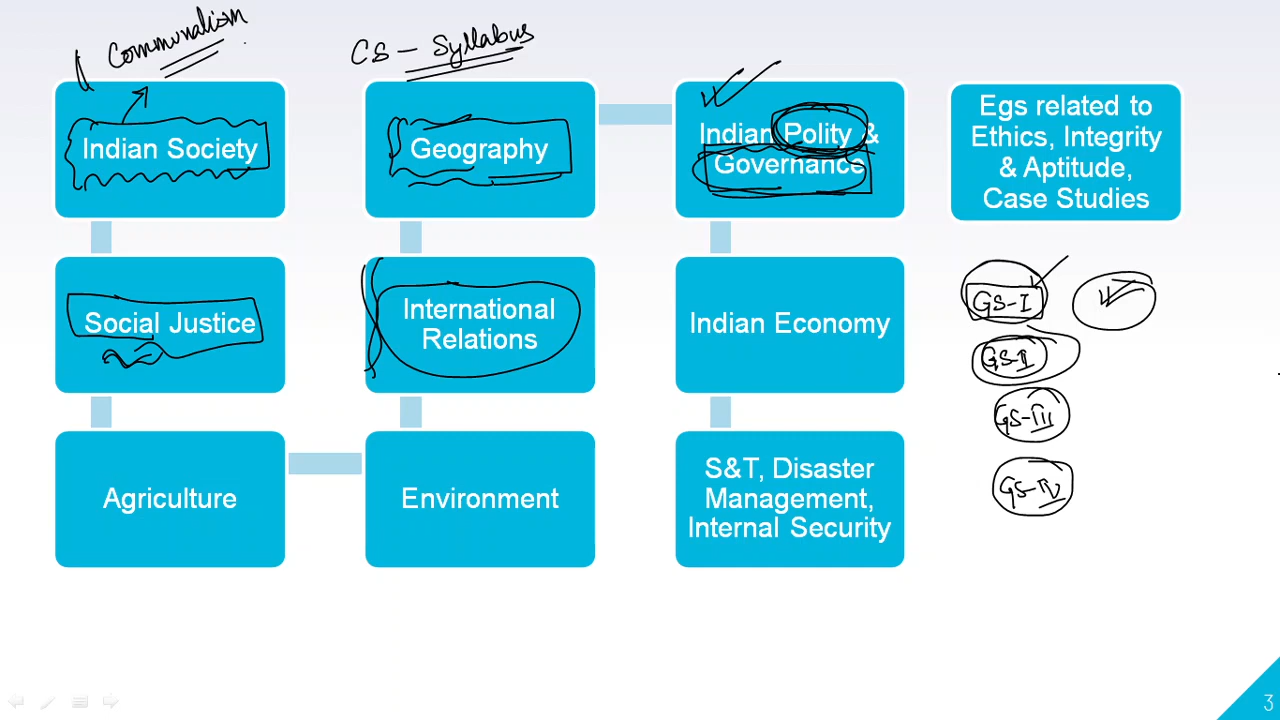 Communalism
CS - Syllabus
Indian Society
Geography
Indian Polity &
Governance
Egs related to
Ethics, Integrity
& Aptitude,
Case Studies
Social Justice
International
Relations
Indian Economy
GS-I
GS-II
GS-III
GS-IV
Agriculture
Environment
S&T, Disaster
Management,
Internal Security
3